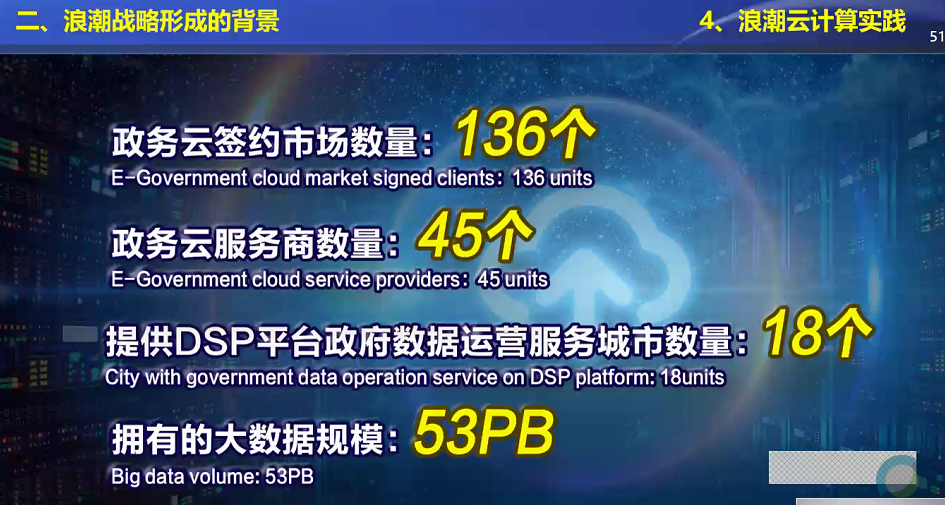 二、浪潮战略形成的背景
4、浪潮云计算实践
51
政务云签约市场数量：136个
E-Government cloud market signed clients: 136 units
政务云服务商数量：45个
E-Government cloud service providers: 45 units
提供DSP平台政府数据运营服务城市数量：18个
City with government data operation service on DSP platform: 18units
拥有的大数据规模：53PB
Big data volume: 53PB